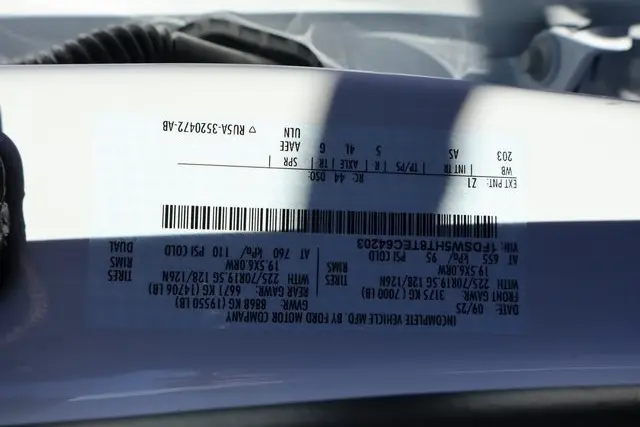 INCOMPLETE VEHICLE MFD. BY FORD MOTOR COMPANY
DATE: 09/25 GVWR: 8868 KG (19550 LB)
FRONT GAWR: 3175 KG (7000 LB) REAR GAWR: 6671 KG (14706 LB)
WITH 225/70R19.5G 128/126N TIRES WITH 225/70R19.5G 128/126N TIRES
19.5X6.0RW RIMS 19.5X6.0RW RIMS
AT 655 kPa/ 95 PSI COLD AT 760 kPa/ 110 PSI COLD DUAL
VIN: 1FDSW5HT8TEC64203
EXT PNT: Z1 RC: 44 DSO:
WB INT TR TP/PS R AXLE TR SPR
203 AS 5 4L 6 AAEE
ULN
▽ RU5A-3520472-AB